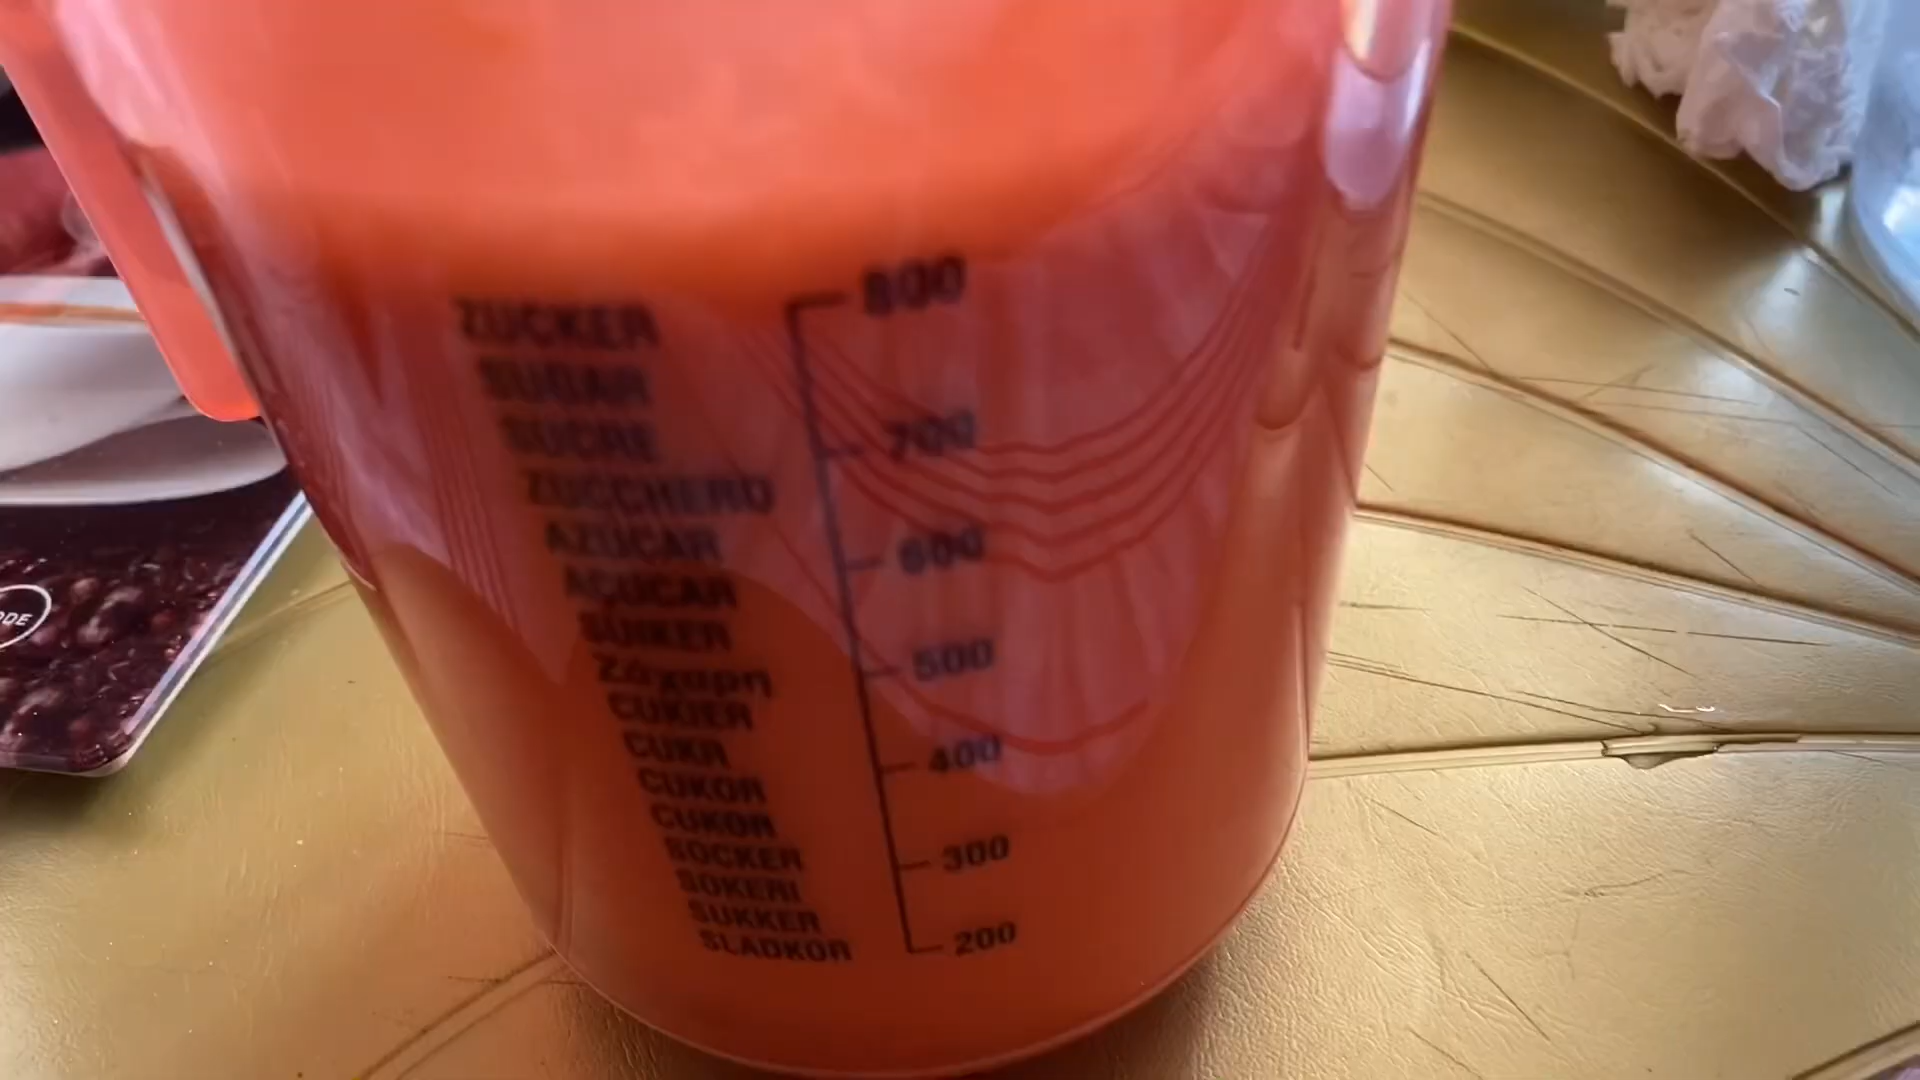 ZUCKER
SUGAR
SUCRE
ZUCCHERO
AZUCAR
AÇUCAR
SUIKER
Ζάχαρη
CUKIER
CUKR
CUKOR
CUKOR
SOCKER
SOKERI
SUKKER
SLADKOR
800
700
600
500
400
300
200